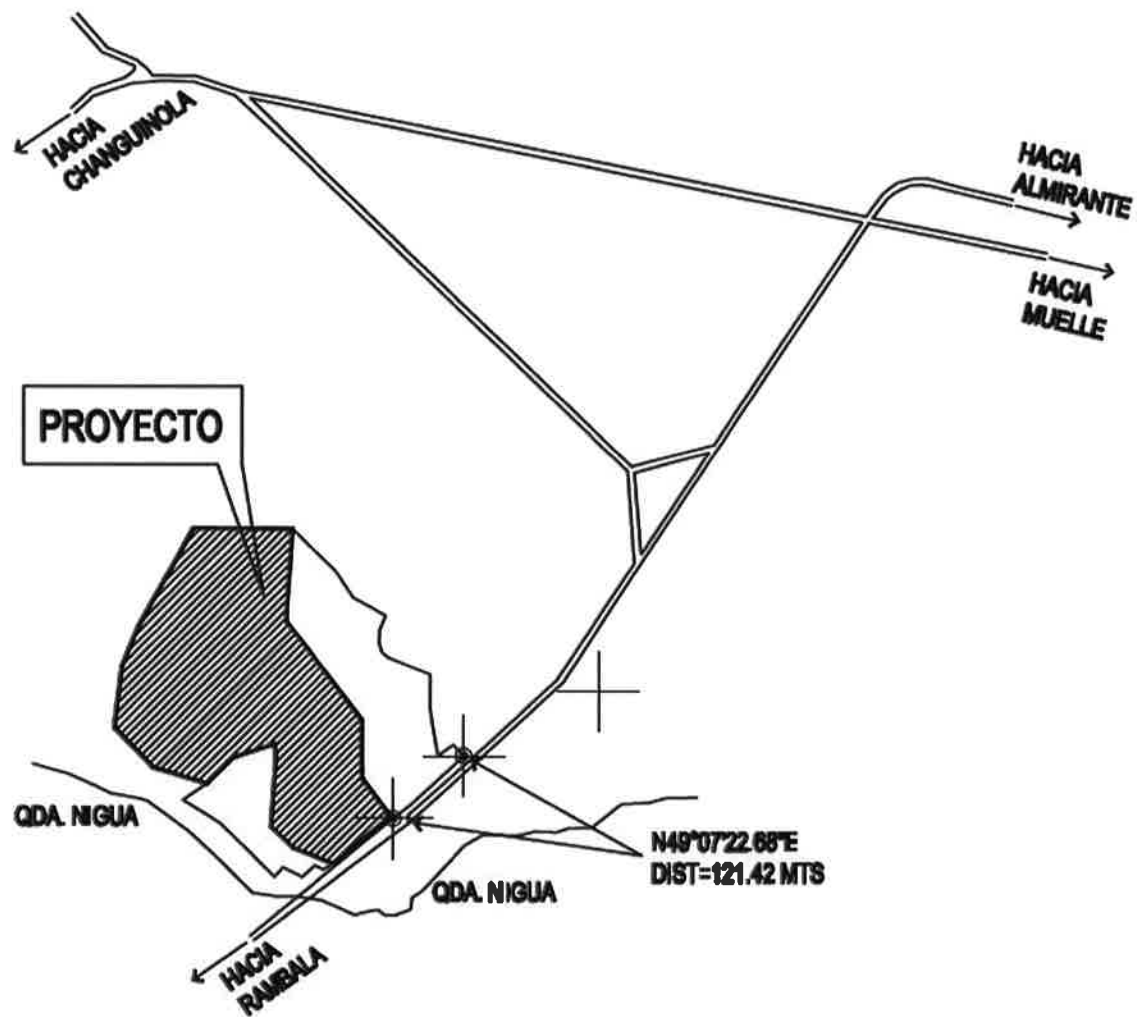 HACIA
CHANGUINOLA
HACIA
ALMIRANTE
HACIA
MUELLE
PROYECTO
QDA. NIGUA
N49°07'22.68"E
DIST=121.42 MTS
QDA. NIGUA
HACIA
RAMBALA